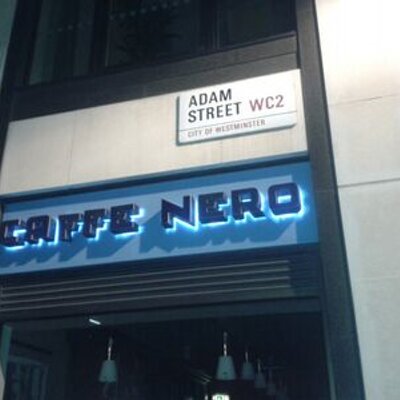 ADAM
STREET WC2
CITY OF WESTMINSTER
CAFFE NERO